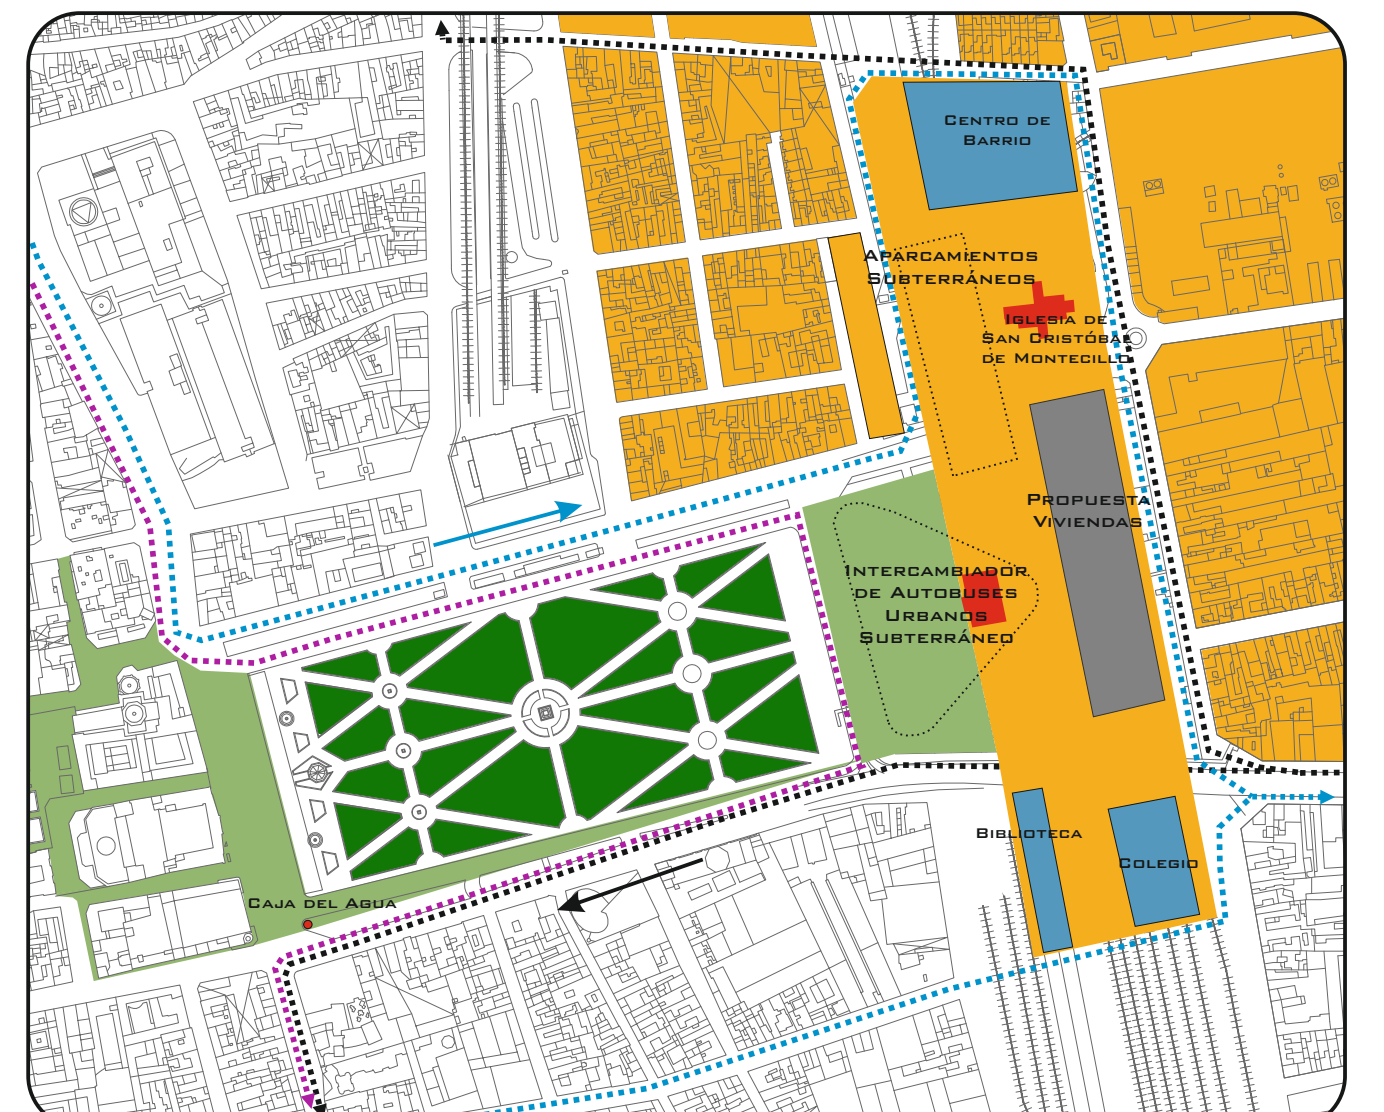 Centro de
Barrio
Aparcamientos
Subterráneos
Iglesia de
San Cristóbal
de Montecillo
Propuesta
Viviendas
Intercambiador
de Autobuses
Urbanos
Subterráneo
Biblioteca
Colegio
Caja del Agua